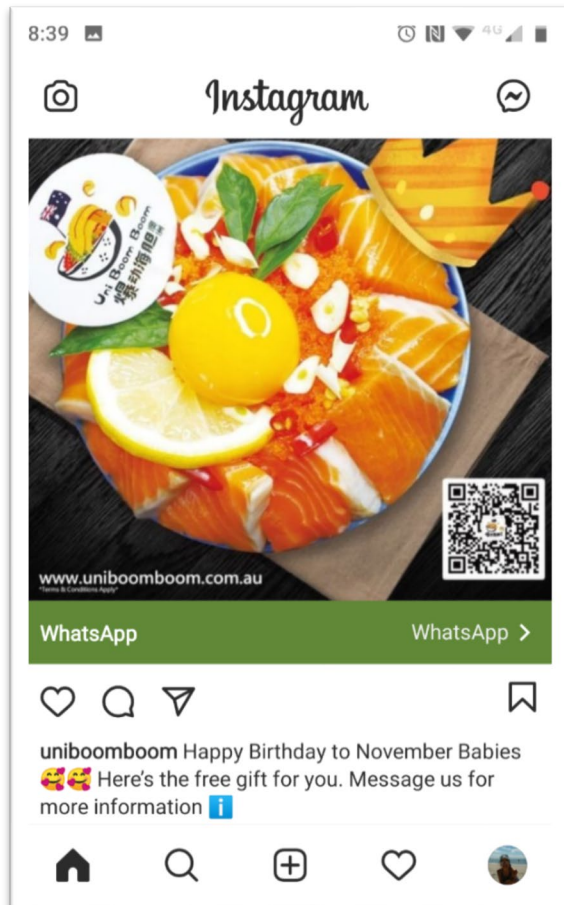 8:39
4G
Instagram
Uni Boom Boom
爆动海胆
www.uniboomboom.com.au
*Terms & Conditions Apply*
WhatsApp
WhatsApp
uniboomboom Happy Birthday to November Babies
🥰🥰 Here’s the free gift for you. Message us for
more information ℹ️